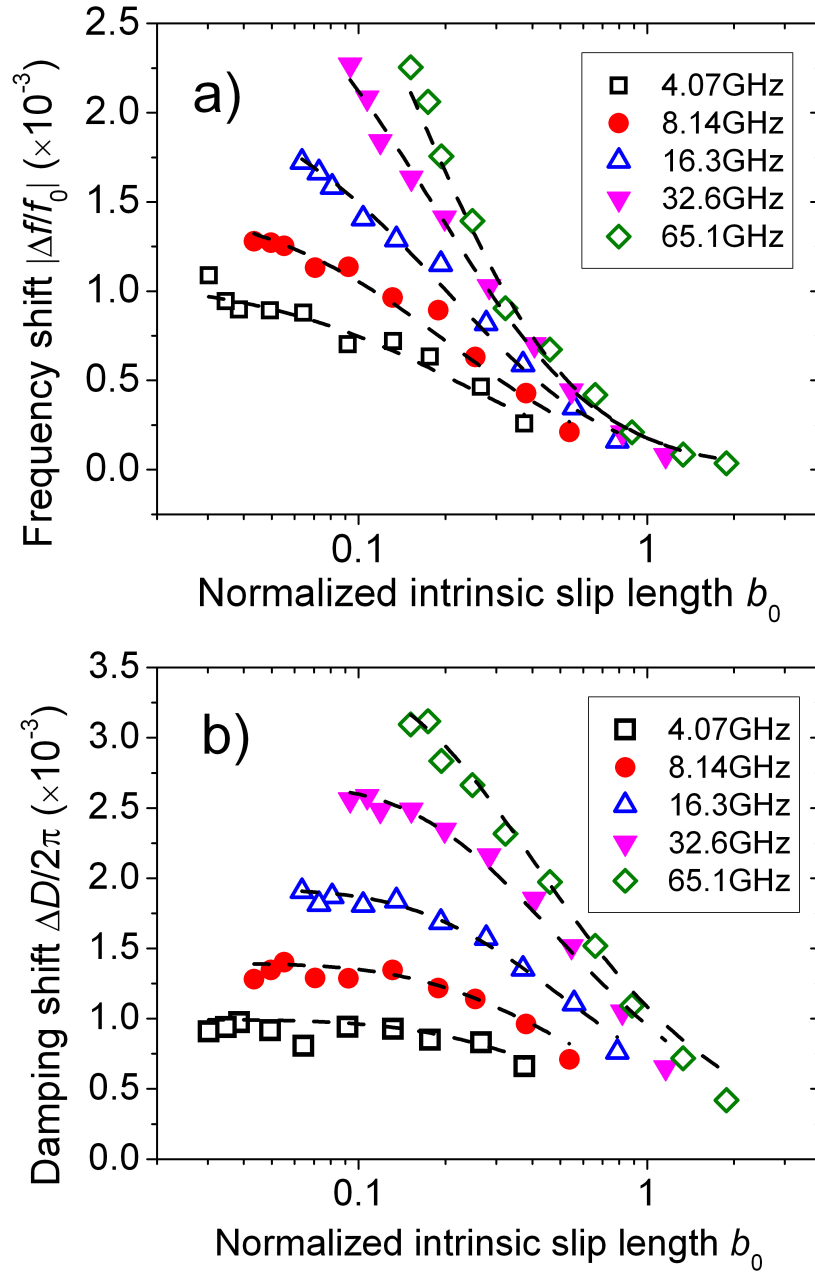 a)
Frequency shift |Δf/f₀| (×10⁻³)
2.5
2.0
1.5
1.0
0.5
0.0
4.07GHz
8.14GHz
16.3GHz
32.6GHz
65.1GHz
0.1 1
Normalized intrinsic slip length b₀
b)
Damping shift ΔD/2π (×10⁻³)
3.5
3.0
2.5
2.0
1.5
1.0
0.5
0.0
4.07GHz
8.14GHz
16.3GHz
32.6GHz
65.1GHz
0.1 1
Normalized intrinsic slip length b₀